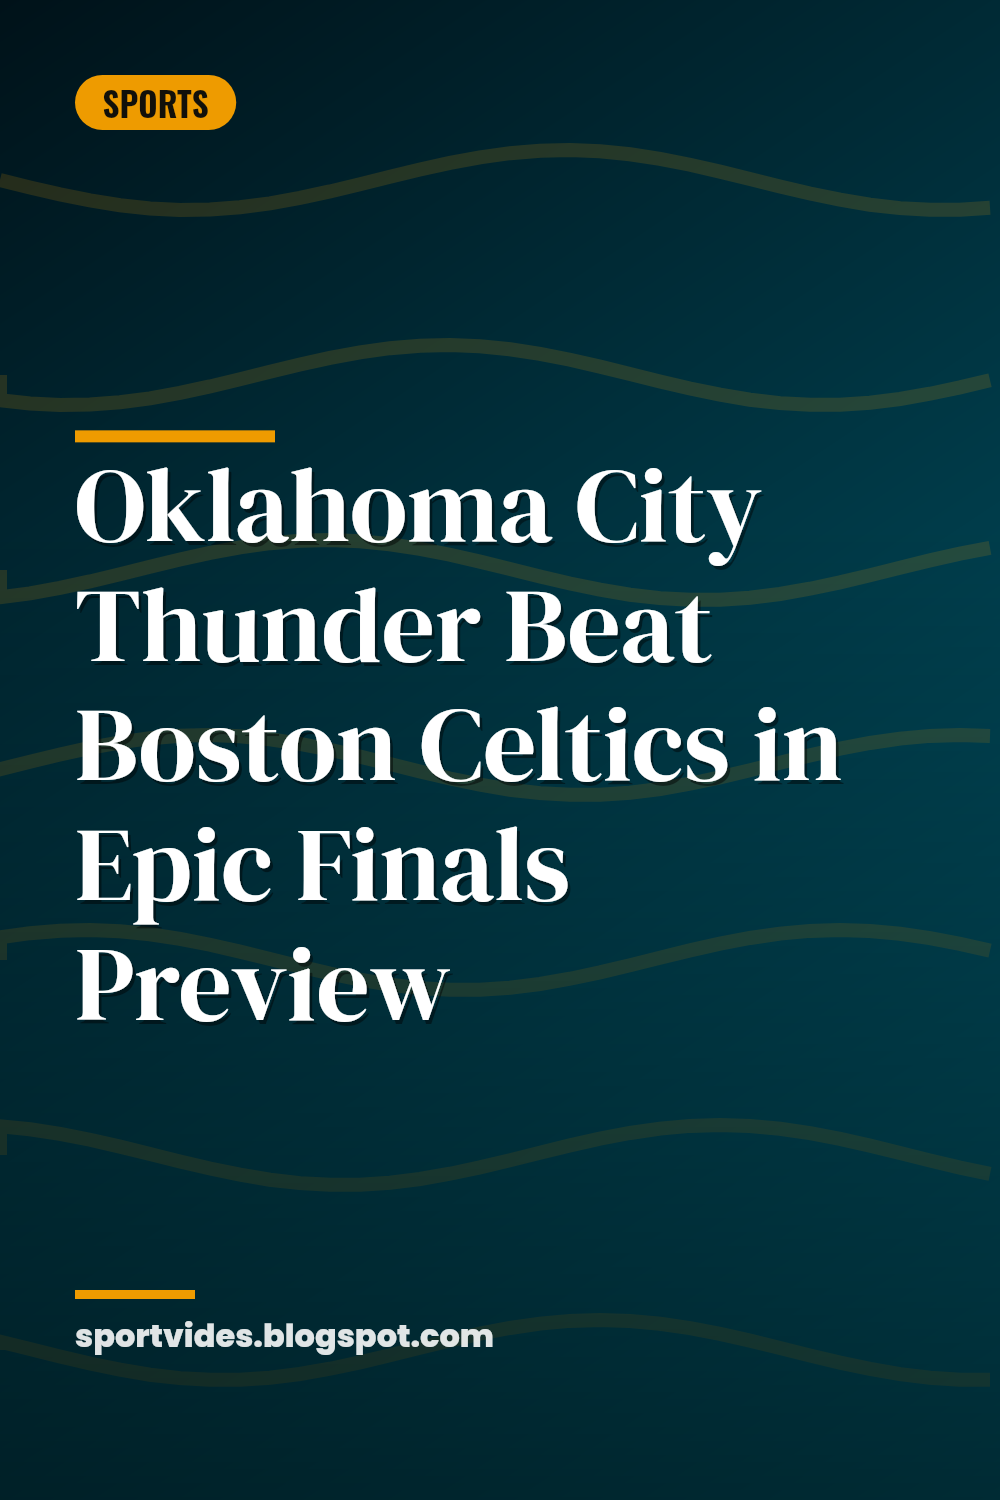 SPORTS
Oklahoma City
Thunder Beat
Boston Celtics in
Epic Finals
Preview
sportvides.blogspot.com